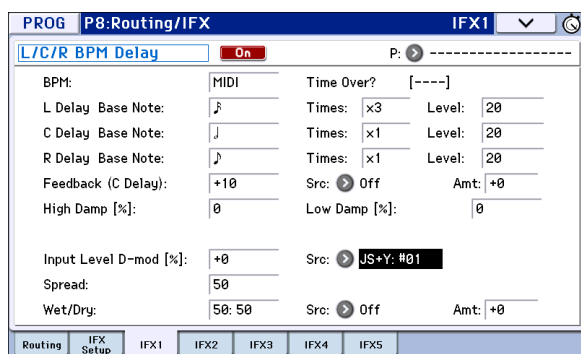 PROG P8:Routing/IFX IFX1
L/C/R BPM Delay On P: ------------------
BPM: MIDI Time Over? [----]
L Delay Base Note: 𝅘𝅥𝅯 Times: x3 Level: 20
C Delay Base Note: ♩ Times: x1 Level: 20
R Delay Base Note: ♪ Times: x1 Level: 20
Feedback (C Delay): +10 Src: Off Amt: +0
High Damp [%]: 0 Low Damp [%]: 0
Input Level D-mod [%]: +0 Src: JS+Y: #01
Spread: 50
Wet/Dry: 50:50 Src: Off Amt: +0
Routing IFX Setup IFX1 IFX2 IFX3 IFX4 IFX5